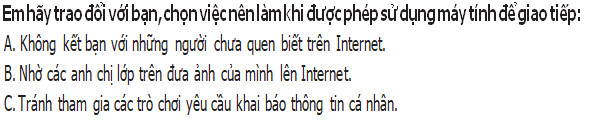 Em hãy trao đổi với bạn, chọn việc nên làm khi được phép sử dụng máy tính để giao tiếp:
A. Không kết bạn với những người chưa quen biết trên Internet.
B. Nhờ các anh chị lớp trên đưa ảnh của mình lên Internet.
C. Tránh tham gia các trò chơi yêu cầu khai báo thông tin cá nhân.